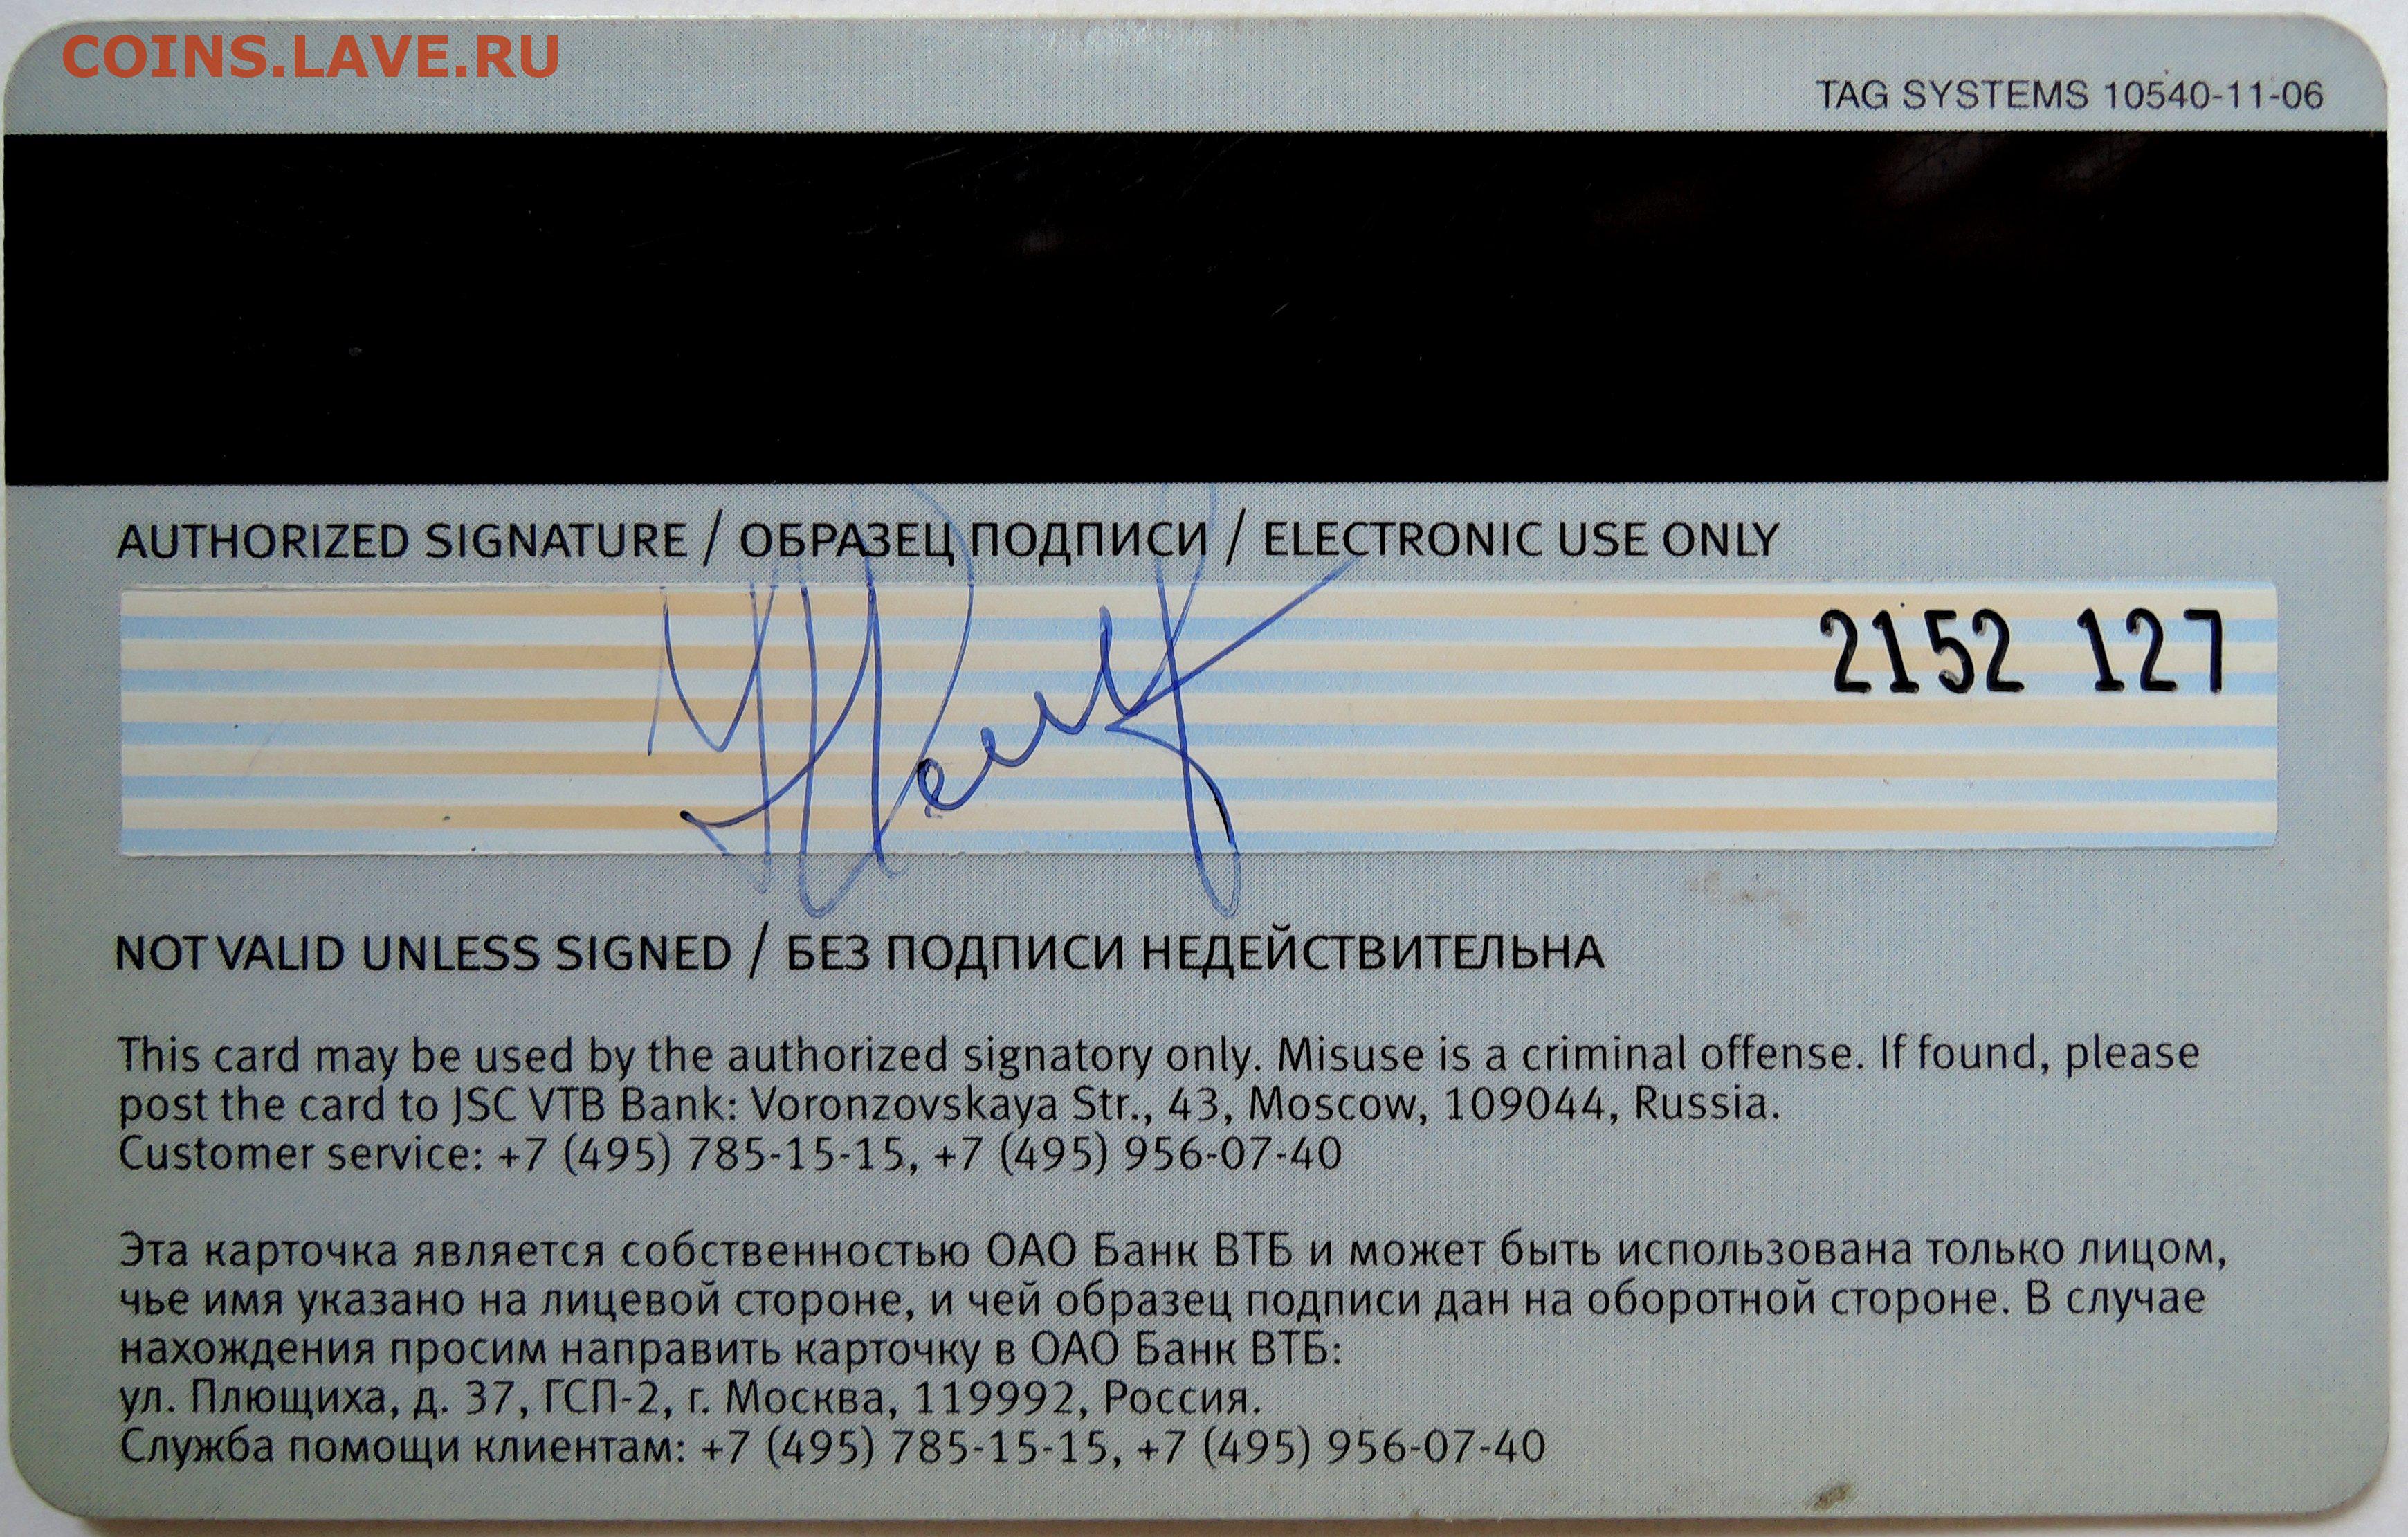 COINS.LAVE.RU
TAG SYSTEMS 10540-11-06
AUTHORIZED SIGNATURE / ОБРАЗЕЦ ПОДПИСИ / ELECTRONIC USE ONLY
2152 127
NOT VALID UNLESS SIGNED / БЕЗ ПОДПИСИ НЕДЕЙСТВИТЕЛЬНА
This card may be used by the authorized signatory only. Misuse is a criminal offense. If found, please
post the card to JSC VTB Bank: Voronzovskaya Str., 43, Moscow, 109044, Russia.
Customer service: +7 (495) 785-15-15, +7 (495) 956-07-40
Эта карточка является собственностью ОАО Банк ВТБ и может быть использована только лицом,
чье имя указано на лицевой стороне, и чей образец подписи дан на оборотной стороне. В случае
нахождения просим направить карточку в ОАО Банк ВТБ:
ул. Плющиха, д. 37, ГСП-2, г. Москва, 119992, Россия.
Служба помощи клиентам: +7 (495) 785-15-15, +7 (495) 956-07-40